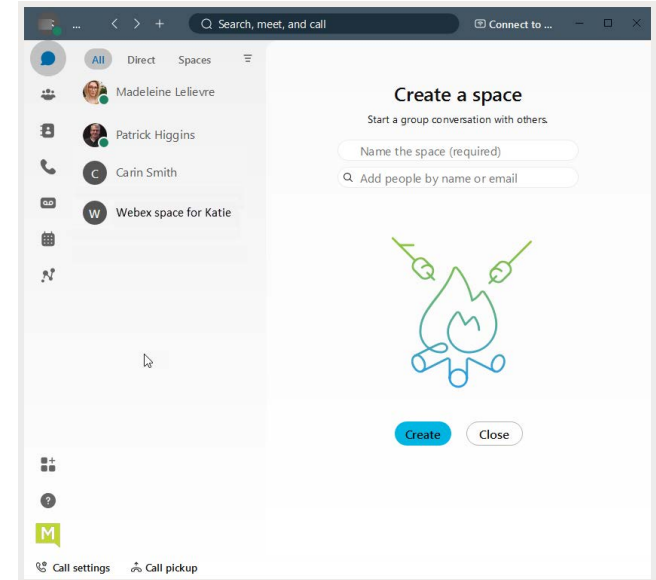 ... Search, meet, and call Connect to ...
All Direct Spaces
Madeleine Lelievre
Patrick Higgins
C Carin Smith
W Webex space for Katie
Create a space
Start a group conversation with others.
Name the space (required)
Add people by name or email
Create Close
M
Call settings Call pickup